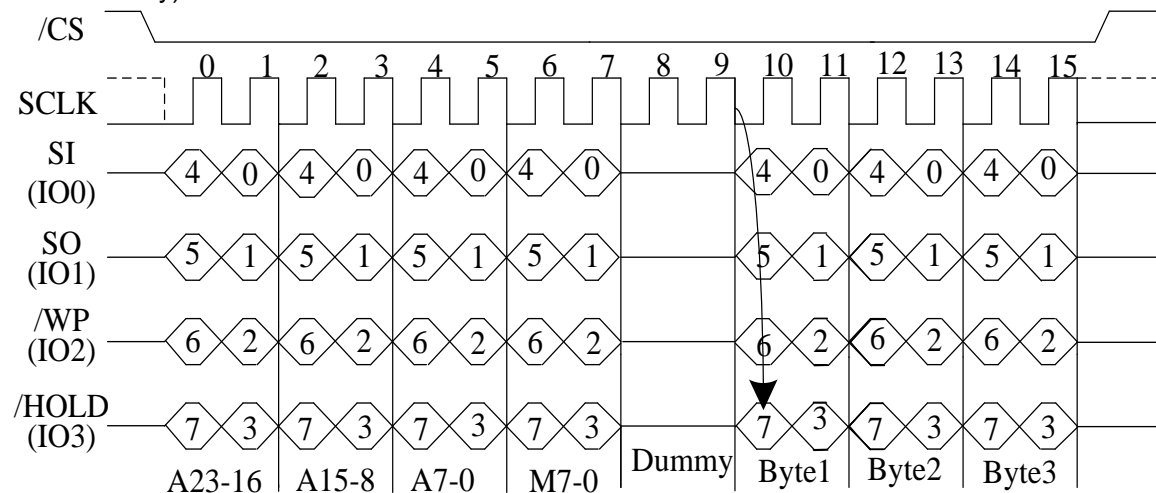 /CS
0 1 2 3 4 5 6 7 8 9 10 11 12 13 14 15
SCLK
SI
(IO0)
4 0 4 0 4 0 4 0 4 0 4 0 4 0
SO
(IO1)
5 1 5 1 5 1 5 1 5 1 5 1 5 1
/WP
(IO2)
6 2 6 2 6 2 6 2 6 2 6 2 6 2
/HOLD
(IO3)
7 3 7 3 7 3 7 3 7 3 7 3 7 3
A23-16 A15-8 A7-0 M7-0 Dummy Byte1 Byte2 Byte3